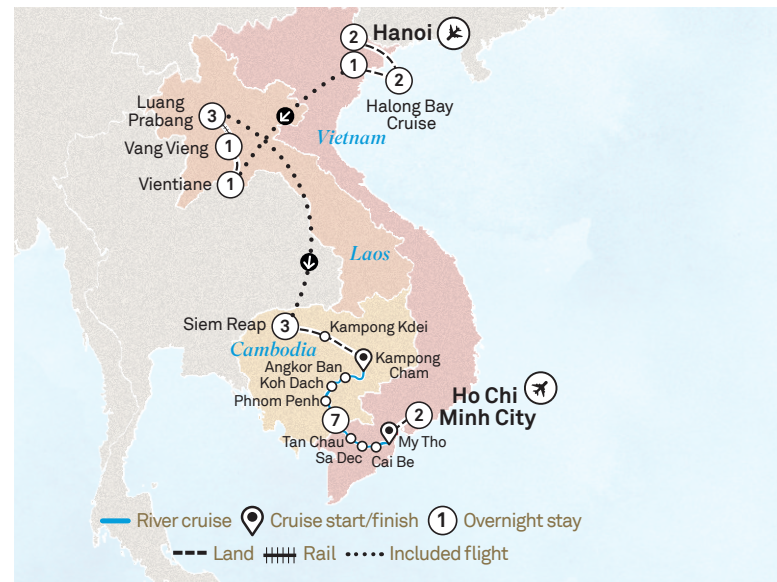 2
Hanoi
1
2
Halong Bay
Cruise
Luang
Prabang
3
Vietnam
Vang Vieng
1
Vientiane
1
Laos
Siem Reap
3
Kampong Kdei
Cambodia
Kampong
Cham
Angkor Ban
Koh Dach
Phnom Penh
Ho Chi
Minh City
7
2
Tan Chau
My Tho
Sa Dec
Cai Be
River cruise
Cruise start/finish
1
Overnight stay
Land
Rail
Included flight